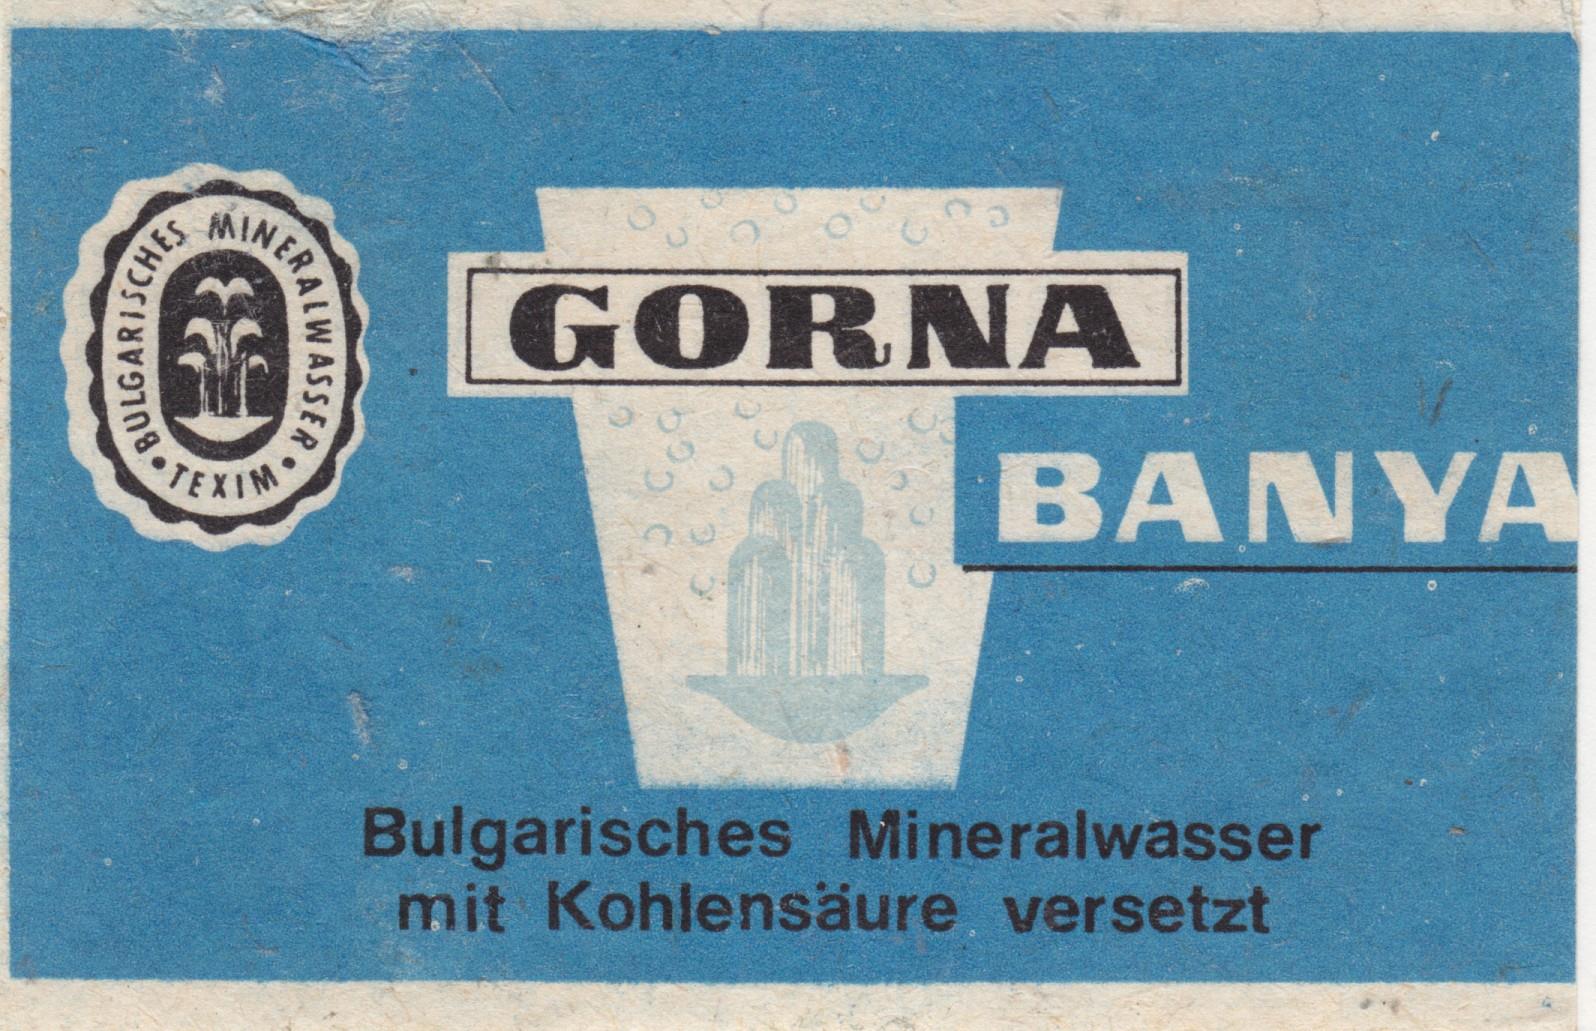 BULGARISCHES MINERALWASSER
• TEXIM •
GORNA
BANYA
Bulgarisches Mineralwasser
mit Kohlensäure versetzt